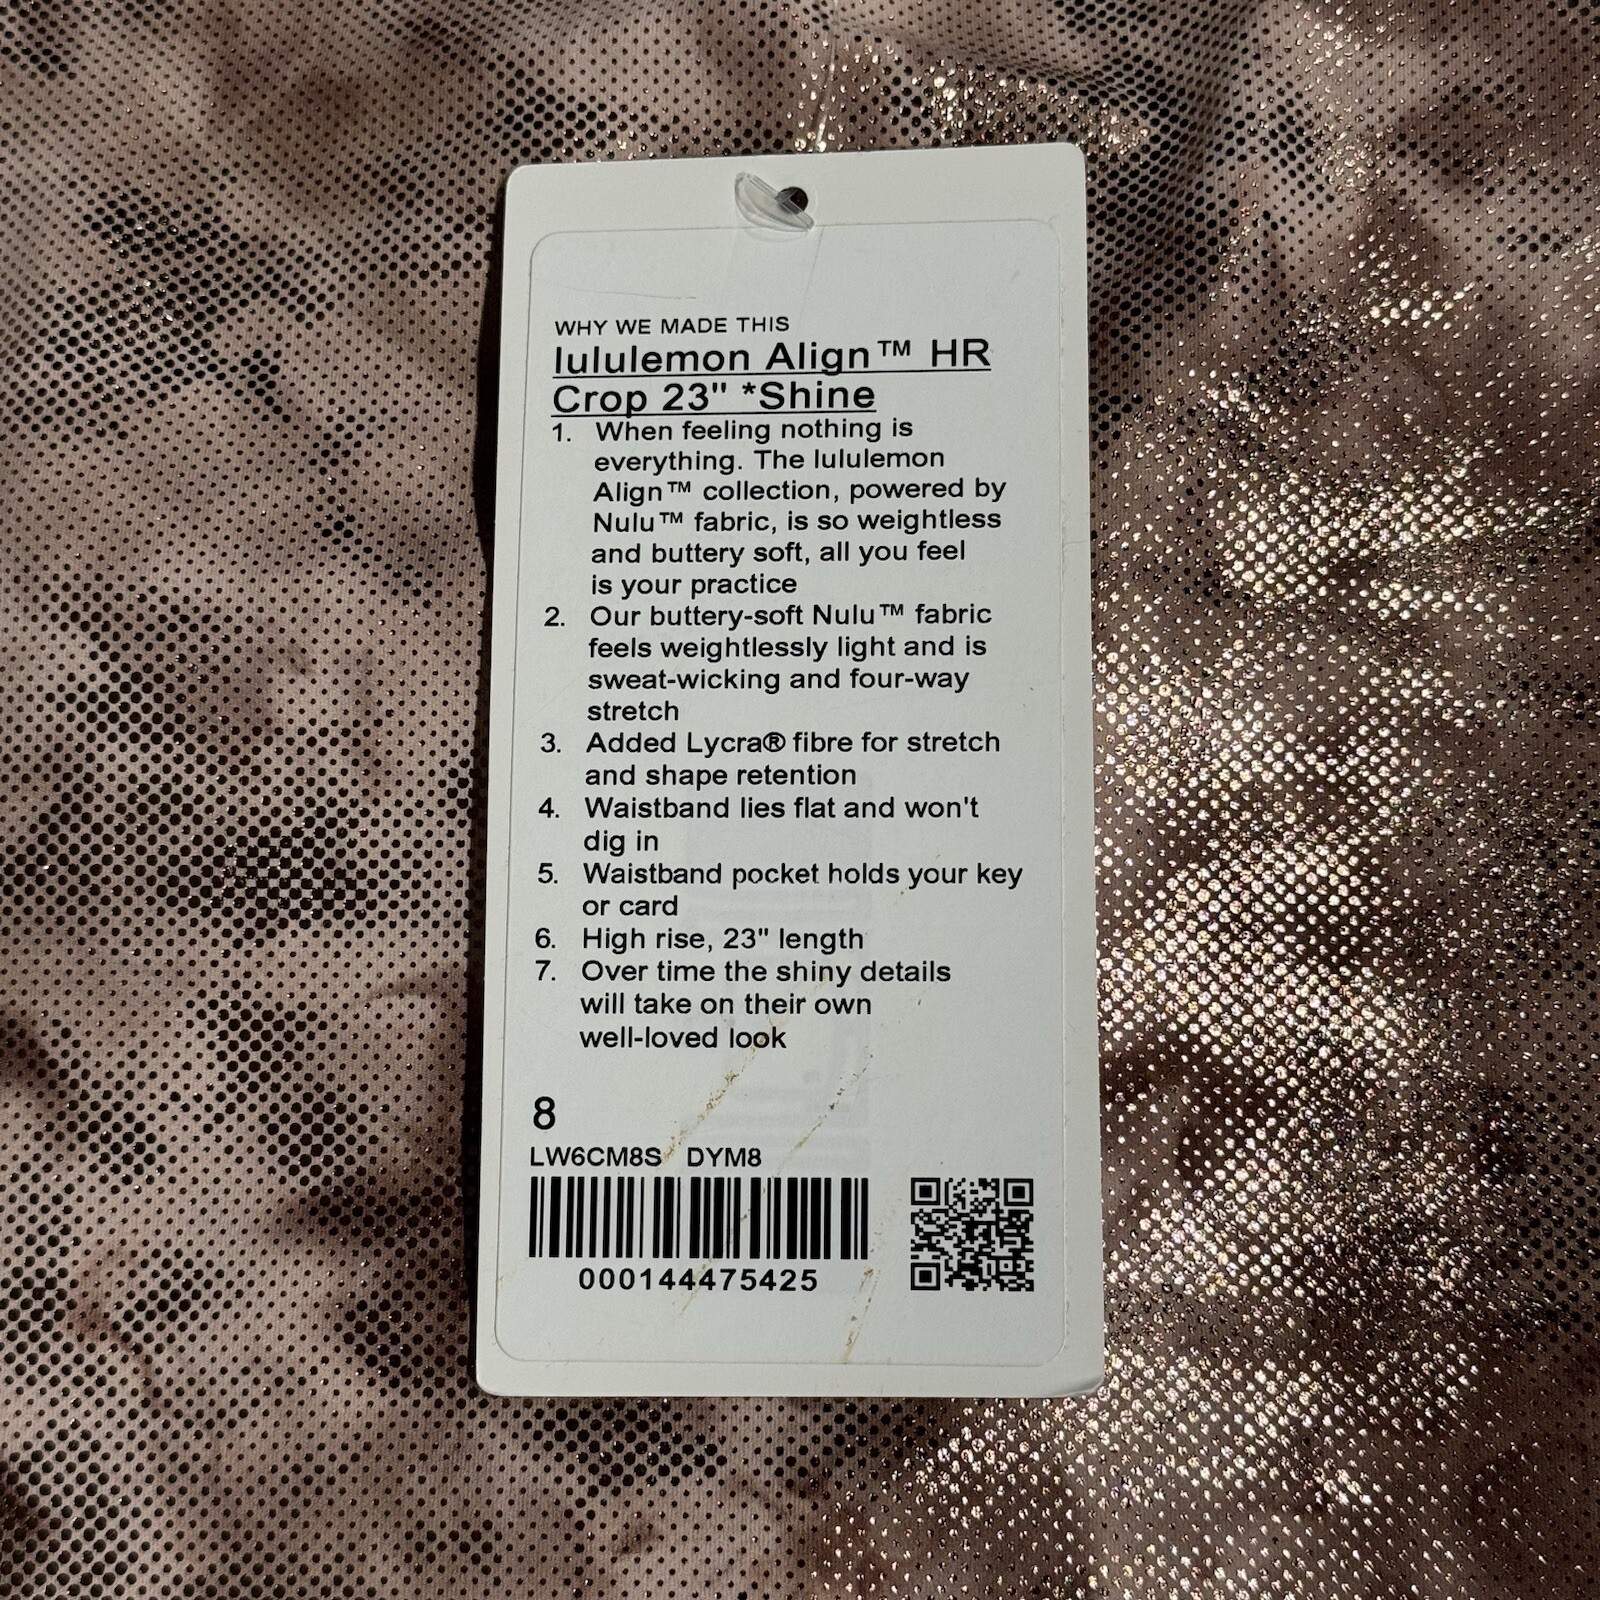 WHY WE MADE THIS
lululemon Align™ HR
Crop 23" *Shine
1. When feeling nothing is
everything. The lululemon
Align™ collection, powered by
Nulu™ fabric, is so weightless
and buttery soft, all you feel
is your practice
2. Our buttery-soft Nulu™ fabric
feels weightlessly light and is
sweat-wicking and four-way
stretch
3. Added Lycra® fibre for stretch
and shape retention
4. Waistband lies flat and won't
dig in
5. Waistband pocket holds your key
or card
6. High rise, 23" length
7. Over time the shiny details
will take on their own
well-loved look
8
LW6CM8S DYM8
000144475425